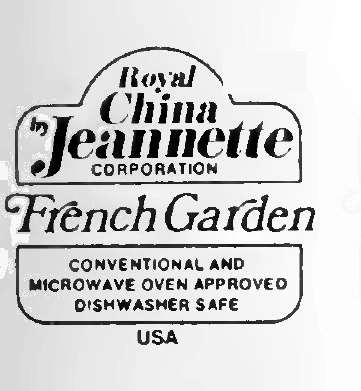 Royal
China
by Jeannette
CORPORATION
French Garden
CONVENTIONAL AND
MICROWAVE OVEN APPROVED
DISHWASHER SAFE
USA